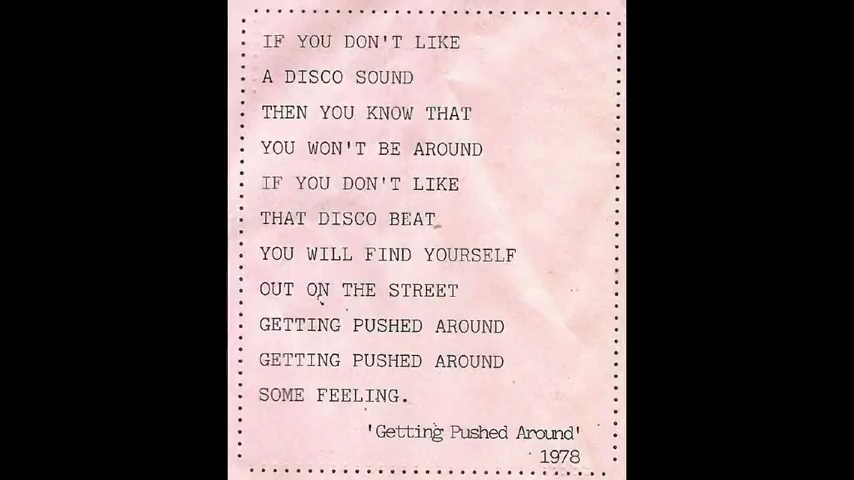 IF YOU DON'T LIKE
A DISCO SOUND
THEN YOU KNOW THAT
YOU WON'T BE AROUND
IF YOU DON'T LIKE
THAT DISCO BEAT
YOU WILL FIND YOURSELF
OUT ON THE STREET
GETTING PUSHED AROUND
GETTING PUSHED AROUND
SOME FEELING.
'Getting Pushed Around'
1978